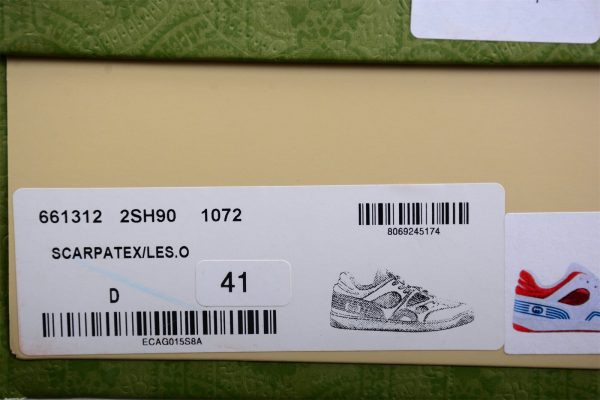 661312 2SH90 1072
8069245174
SCARPATEX/LES.O
D
41
ECAG015S8A